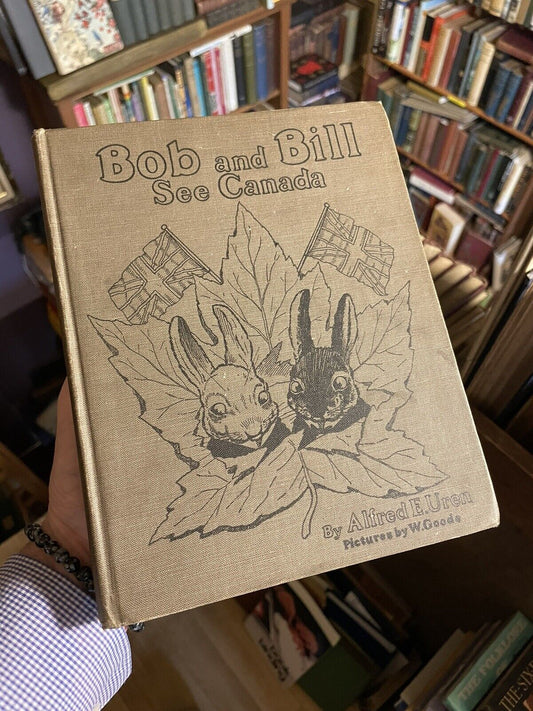 Bob and Bill
See Canada
By Alfred E. Uren
Pictures by W. Goode